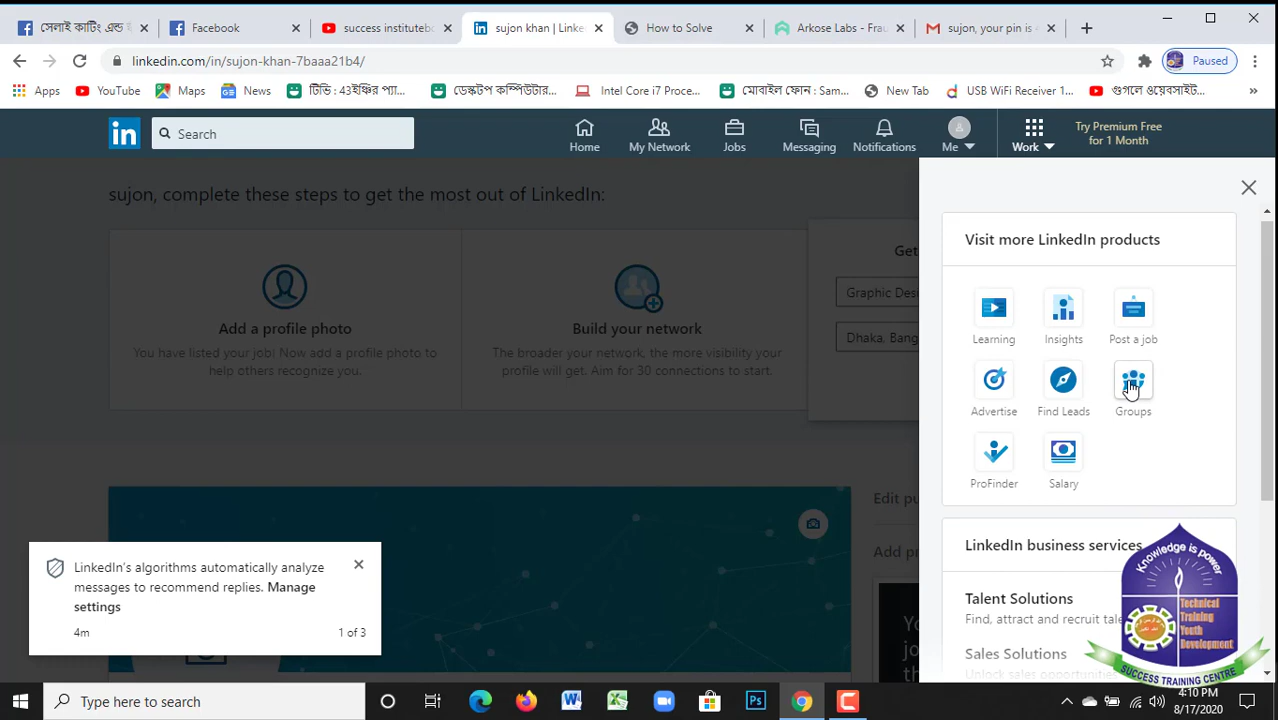 সেলাই কাটিং এন্ড
Facebook
success institutebo
sujon khan | Linke
How to Solve
Arkose Labs - Frau
sujon, your pin is
linkedin.com/in/sujon-khan-7baaa21b4/
Paused
Apps
YouTube
Maps
News
টিভি : 43ইঞ্চির প্যা...
ডেস্কটপ কম্পিউটার...
Intel Core i7 Proce...
মোবাইল ফোন : Sam...
New Tab
USB WiFi Receiver 1...
গুগলে ওয়েবসাইট...
in
Search
Home
My Network
Jobs
Messaging
Notifications
Me
Work
Try Premium Free
for 1 Month
sujon, complete these steps to get the most out of LinkedIn:
Add a profile photo
You have listed your job! Now add a profile photo to
help others recognize you.
Build your network
The broader your network, the more visibility your
profile will get. Aim for 30 connections to start.
Get
Graphic Desi
Dhaka, Bang
Edit pu
Add pr
Yo
jo
LinkedIn's algorithms automatically analyze
messages to recommend replies. Manage
settings
4m
1 of 3
Visit more LinkedIn products
Learning
Insights
Post a job
Advertise
Find Leads
Groups
ProFinder
Salary
LinkedIn business services
Talent Solutions
Find, attract and recruit tale
Sales Solutions
Unlock sales opportunities
Knowledge is power
Technical
Training
Youth
Development
SUCCESS TRAINING CENTRE
Type here to search
4:10 PM
8/17/2020